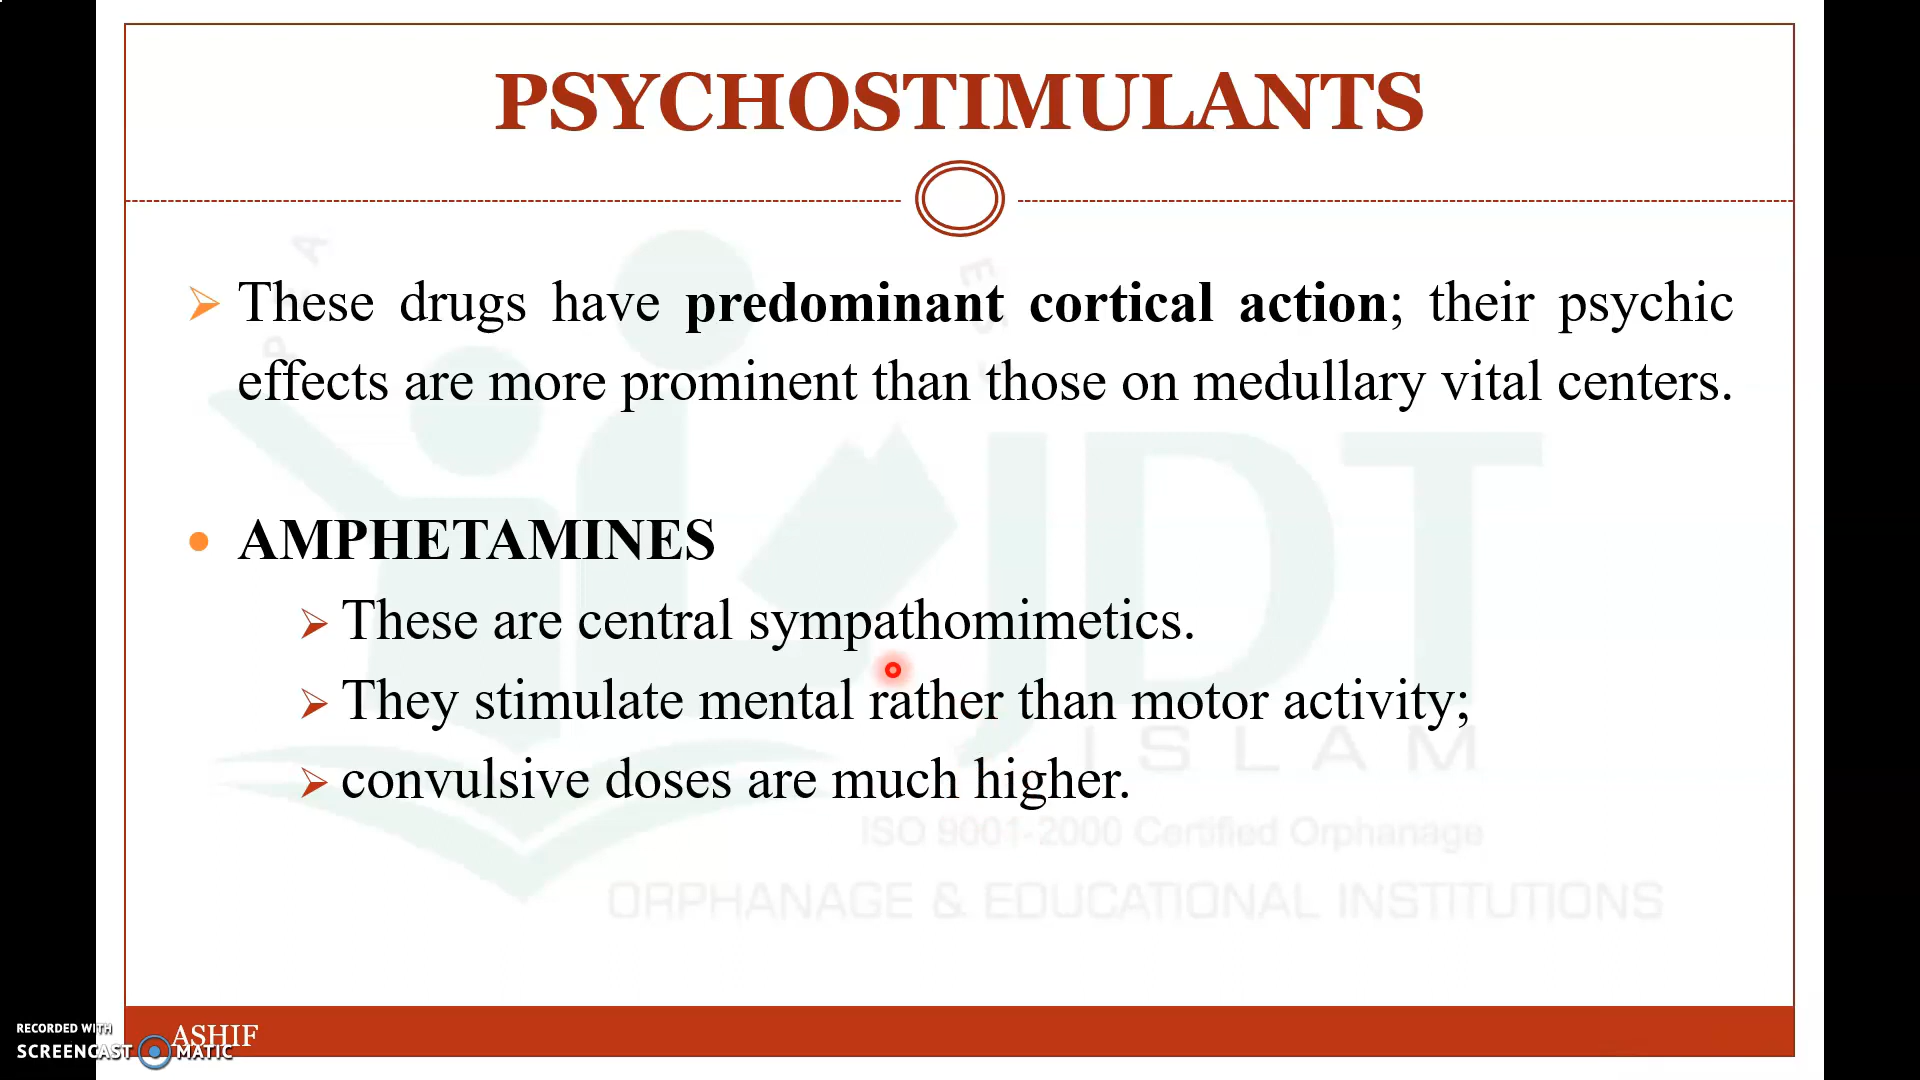 PSYCHOSTIMULANTS
These drugs have predominant cortical action; their psychic
effects are more prominent than those on medullary vital centers.
AMPHETAMINES
These are central sympathomimetics.
They stimulate mental rather than motor activity;
convulsive doses are much higher.
JDT
ISLAM
ISO 9001-2000 Certified Orphanage
ORPHANAGE & EDUCATIONAL INSTITUTIONS
ASHIF
RECORDED WITH
SCREENCAST MATIC